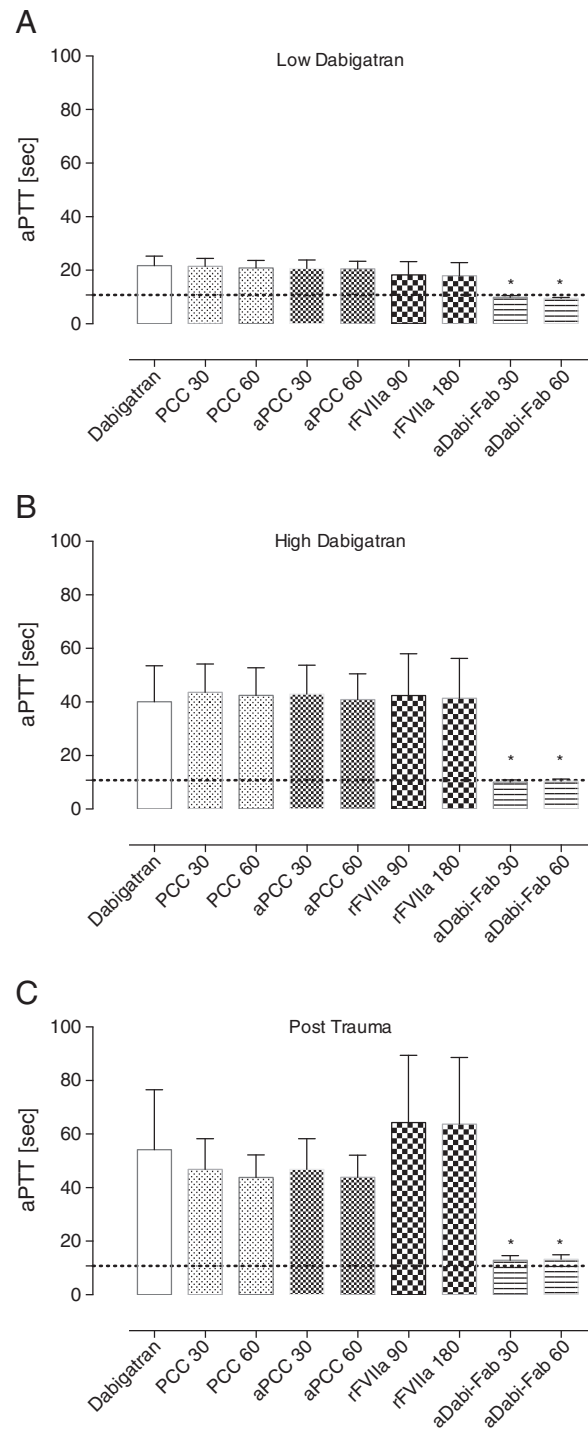 A
Low Dabigatran
aPTT [sec]
100
80
60
40
20
0
* *
Dabigatran PCC 30 PCC 60 aPCC 30 aPCC 60 rFVIIa 90 rFVIIa 180 aDabi-Fab 30 aDabi-Fab 60
B
High Dabigatran
aPTT [sec]
100
80
60
40
20
0
* *
Dabigatran PCC 30 PCC 60 aPCC 30 aPCC 60 rFVIIa 90 rFVIIa 180 aDabi-Fab 30 aDabi-Fab 60
C
Post Trauma
aPTT [sec]
100
80
60
40
20
0
* *
Dabigatran PCC 30 PCC 60 aPCC 30 aPCC 60 rFVIIa 90 rFVIIa 180 aDabi-Fab 30 aDabi-Fab 60